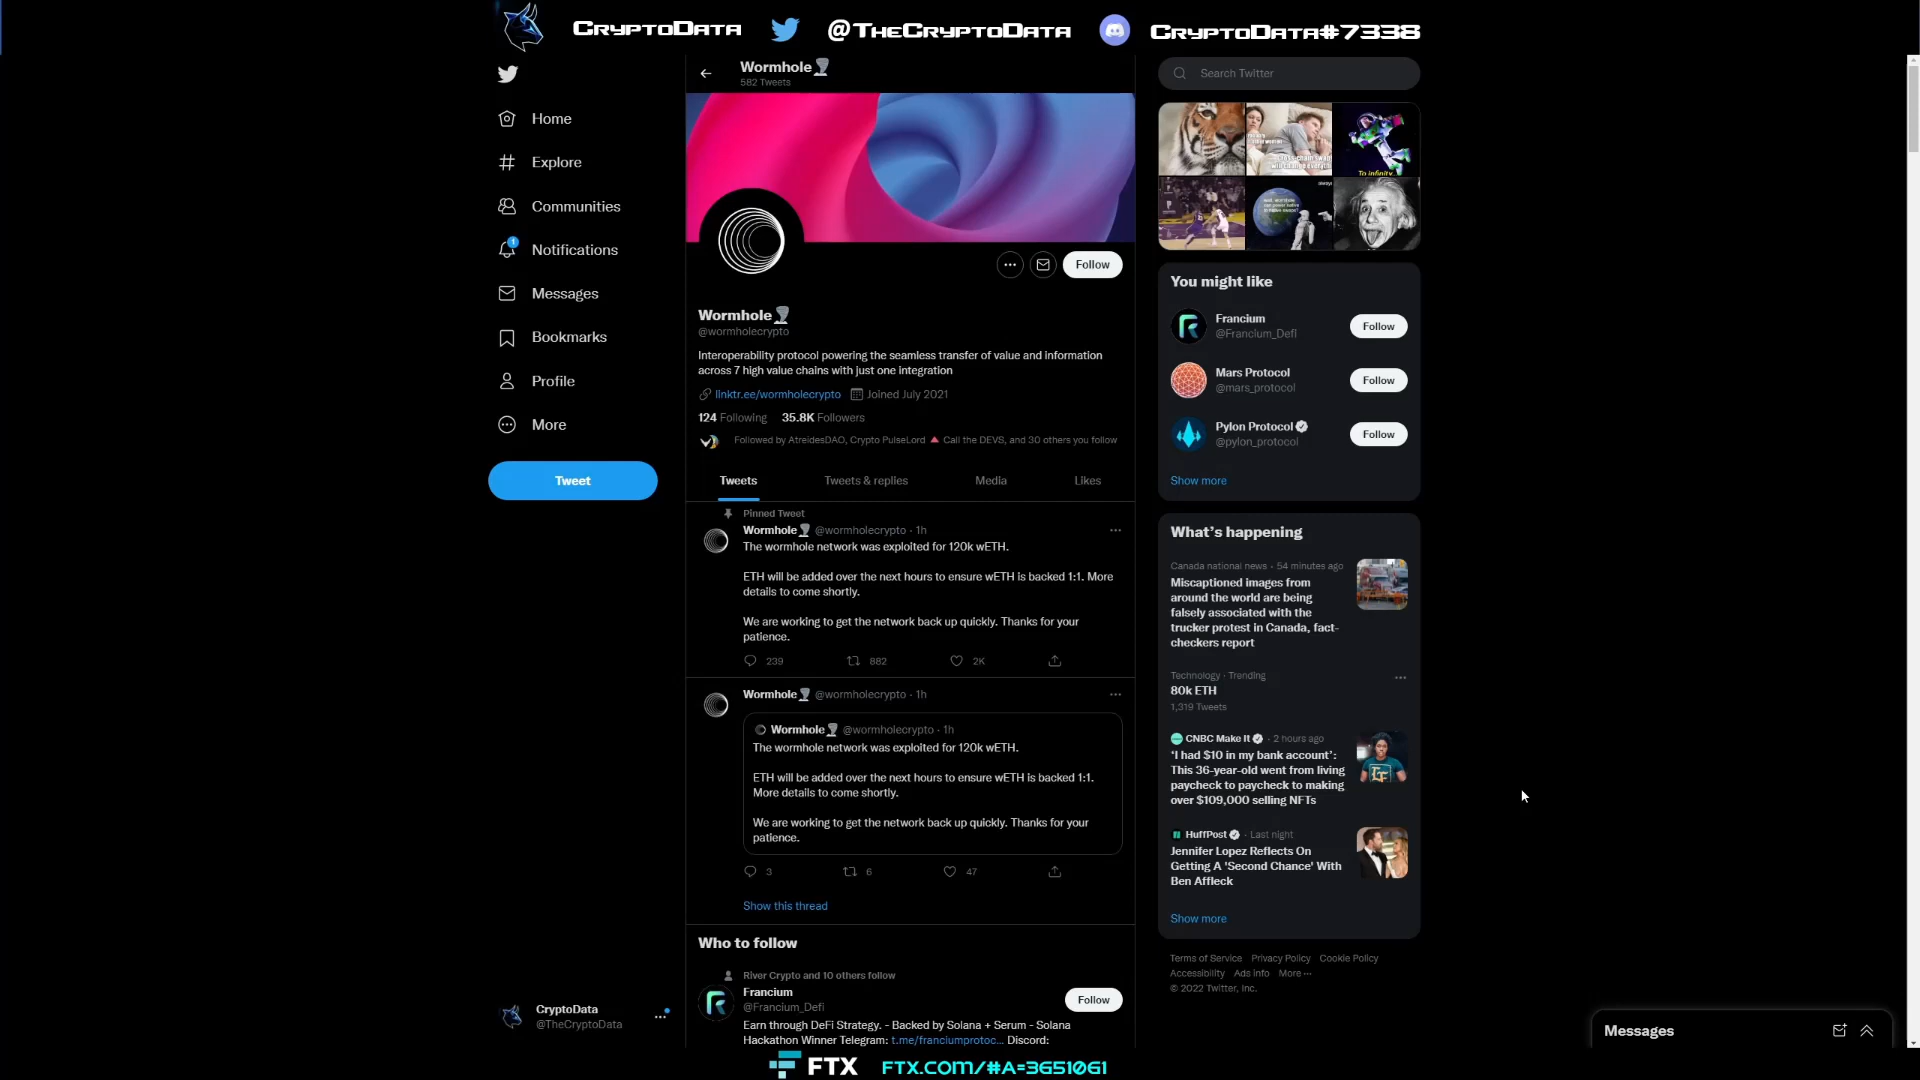 CryptoData @TheCryptoData CryptoData#7338
Wormhole
582 Tweets
Search Twitter
Home
Explore
Communities
Notifications
Messages
Bookmarks
Profile
More
Tweet
Follow
Wormhole
@wormholecrypto
Interoperability protocol powering the seamless transfer of value and information
across 7 high value chains with just one integration
linktr.ee/wormholecrypto Joined July 2021
124 Following 35.8K Followers
Followed by AtreidesDAO, Crypto PulseLord 🔺 Call the DEVS, and 30 others you follow
Tweets Tweets & replies Media Likes
Pinned Tweet
Wormhole @wormholecrypto · 1h
The wormhole network was exploited for 120k wETH.
ETH will be added over the next hours to ensure wETH is backed 1:1. More
details to come shortly.
We are working to get the network back up quickly. Thanks for your
patience.
239 882 2K
Wormhole @wormholecrypto · 1h
Wormhole @wormholecrypto · 1h
The wormhole network was exploited for 120k wETH.
ETH will be added over the next hours to ensure wETH is backed 1:1.
More details to come shortly.
We are working to get the network back up quickly. Thanks for your
patience.
3 6 47
Show this thread
Who to follow
River Crypto and 10 others follow
Francium
@Francium_Defi
Follow
Earn through DeFi Strategy. - Backed by Solana + Serum - Solana
Hackathon Winner Telegram: t.me/franciumprotoc... Discord:
To infinity..
You might like
Francium
@Francium_Defi
Follow
Mars Protocol
@mars_protocol
Follow
Pylon Protocol
@pylon_protocol
Follow
Show more
What's happening
Canada national news · 54 minutes ago
Miscaptioned images from
around the world are being
falsely associated with the
trucker protest in Canada, fact-
checkers report
Technology · Trending
80k ETH
1,319 Tweets
CNBC Make It · 2 hours ago
'I had $10 in my bank account':
This 36-year-old went from living
paycheck to paycheck to making
over $109,000 selling NFTs
HuffPost · Last night
Jennifer Lopez Reflects On
Getting A 'Second Chance' With
Ben Affleck
Show more
Terms of Service Privacy Policy Cookie Policy
Accessibility Ads info More ···
© 2022 Twitter, Inc.
CryptoData
@TheCryptoData
Messages
FTX FTX.COM/#A=3651061